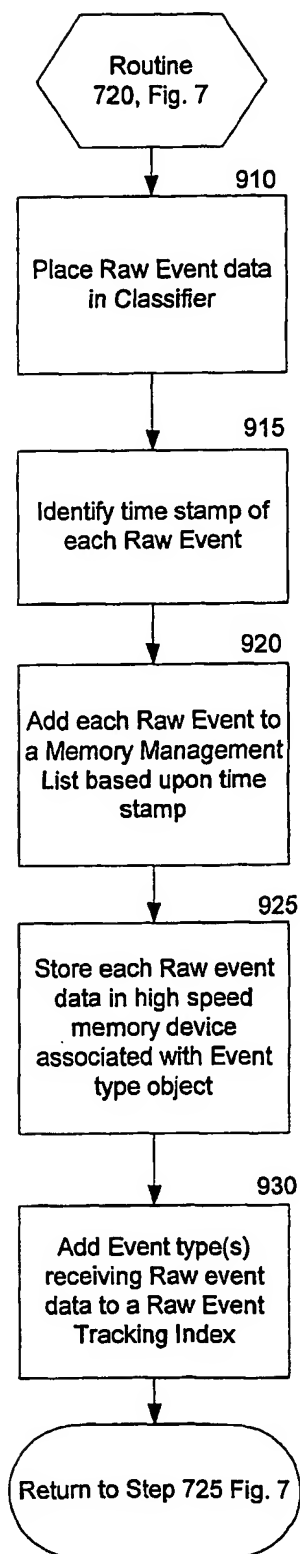 Routine
720, Fig. 7
910
Place Raw Event data
in Classifier
915
Identify time stamp of
each Raw Event
920
Add each Raw Event to
a Memory Management
List based upon time
stamp
925
Store each Raw event
data in high speed
memory device
associated with Event
type object
930
Add Event type(s)
receiving Raw event
data to a Raw Event
Tracking Index
Return to Step 725 Fig. 7